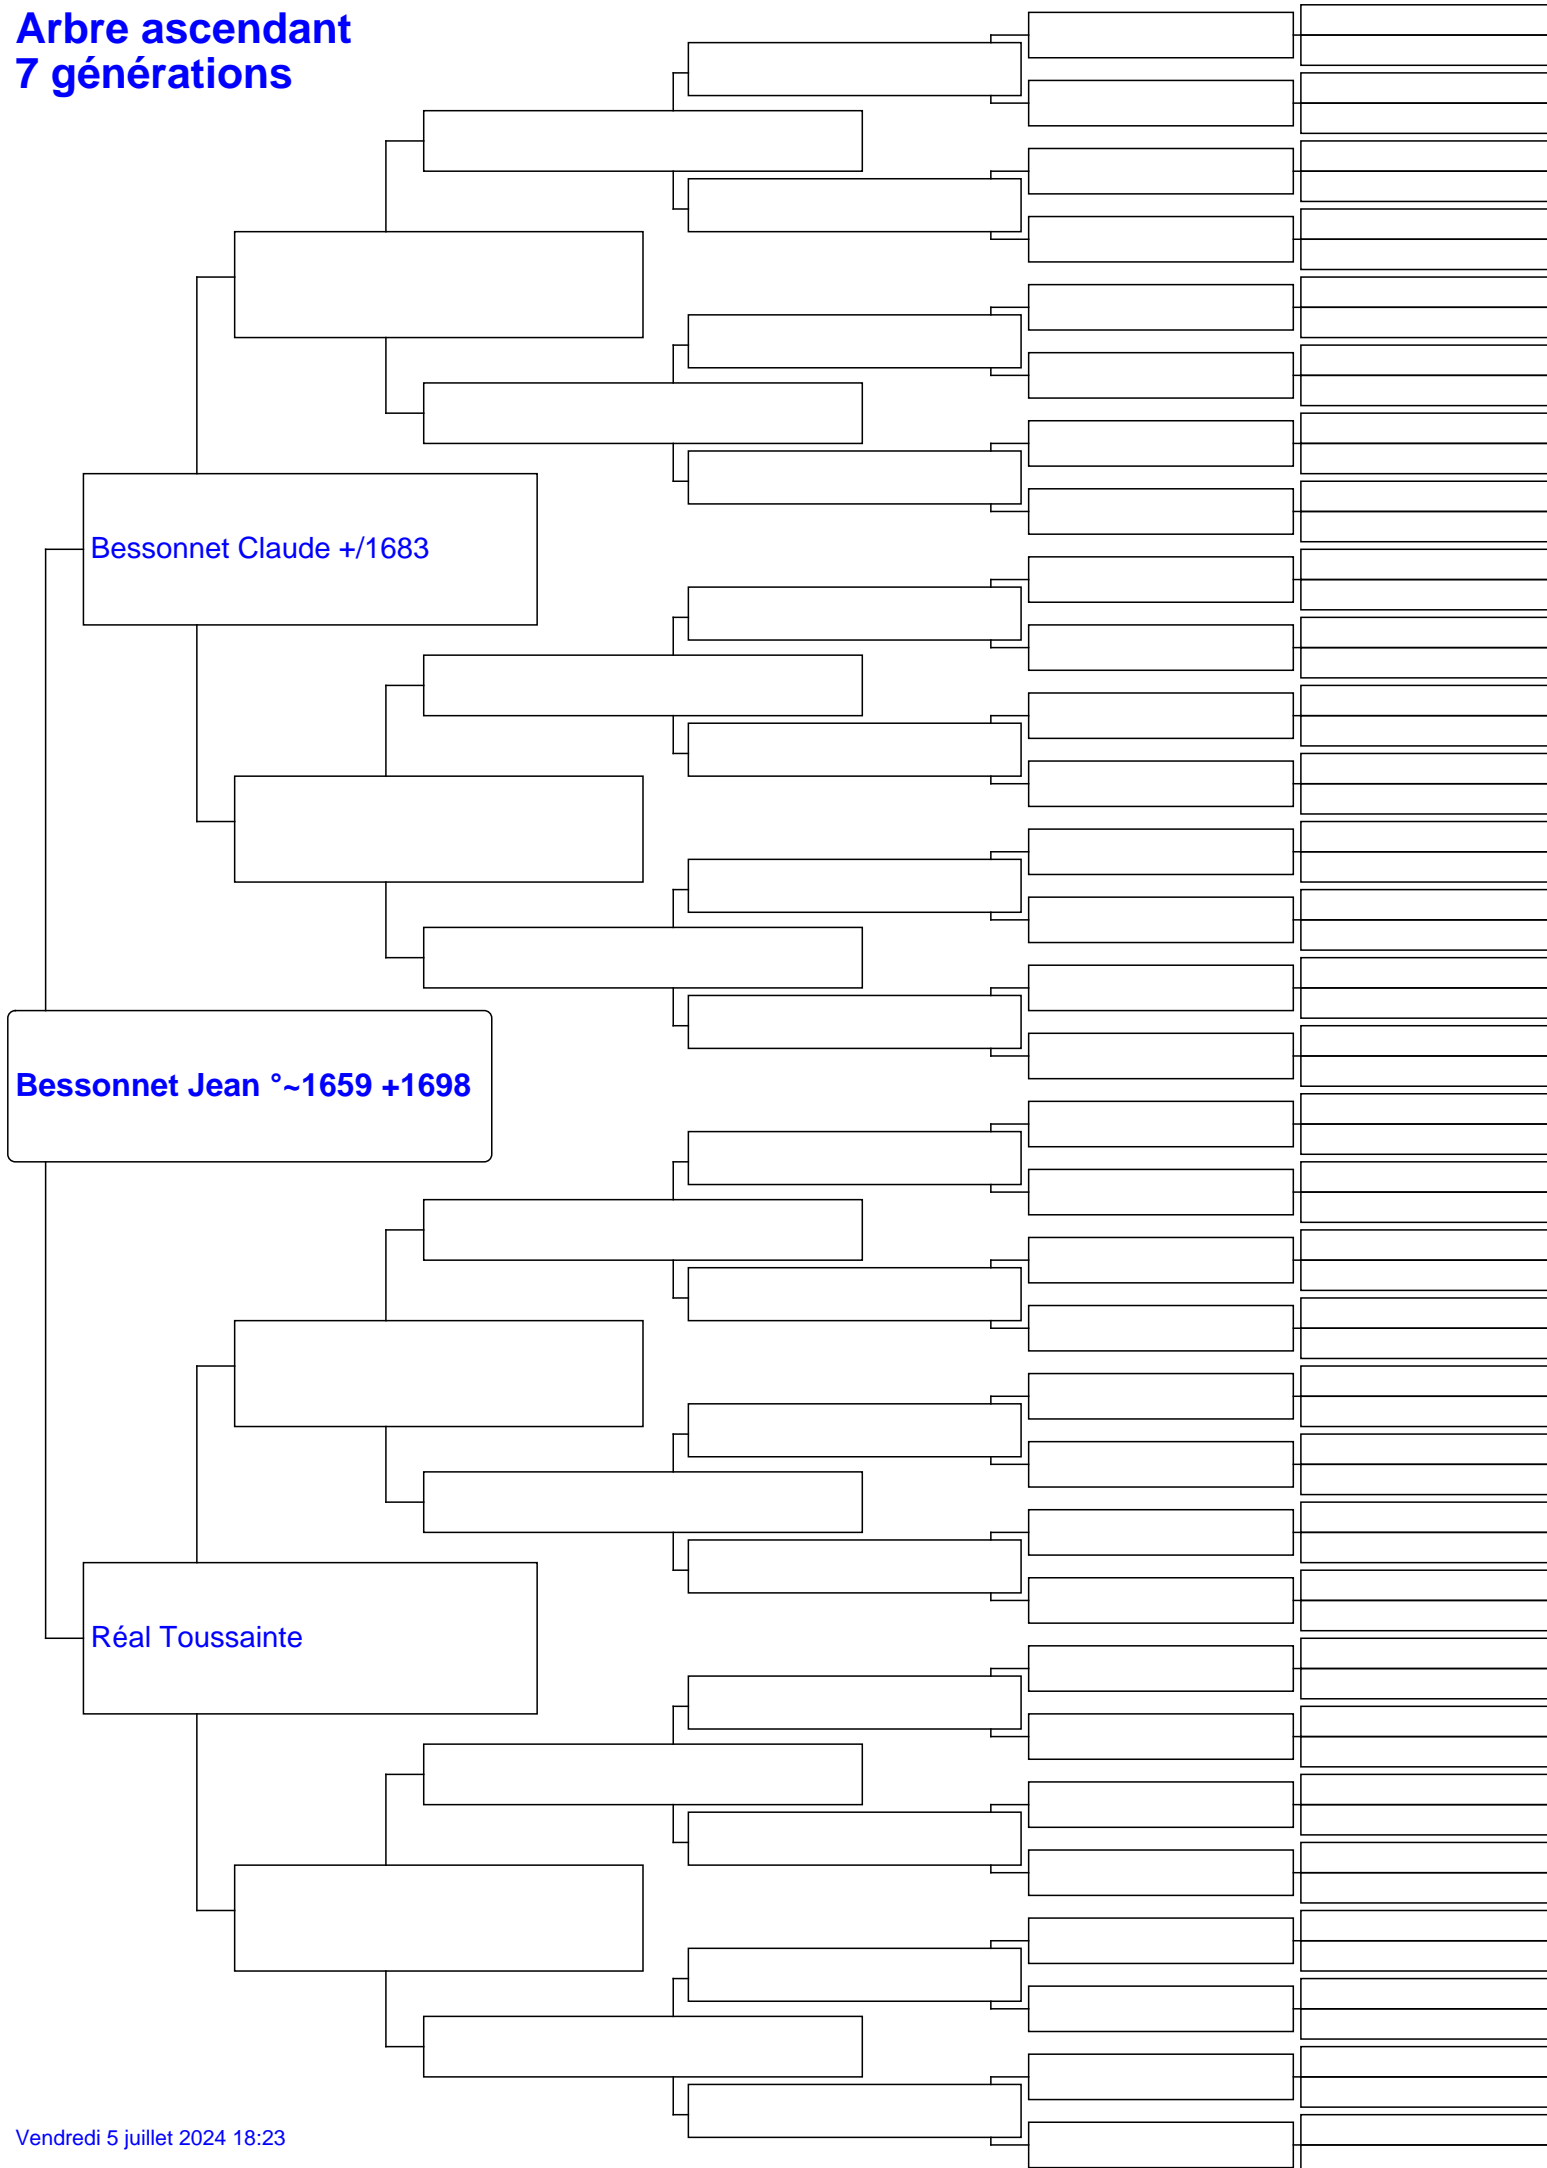 Arbre ascendant
7 générations
Bessonnet Claude +/1683
Bessonnet Jean °~1659 +1698
Réal Toussainte
Vendredi 5 juillet 2024 18:23